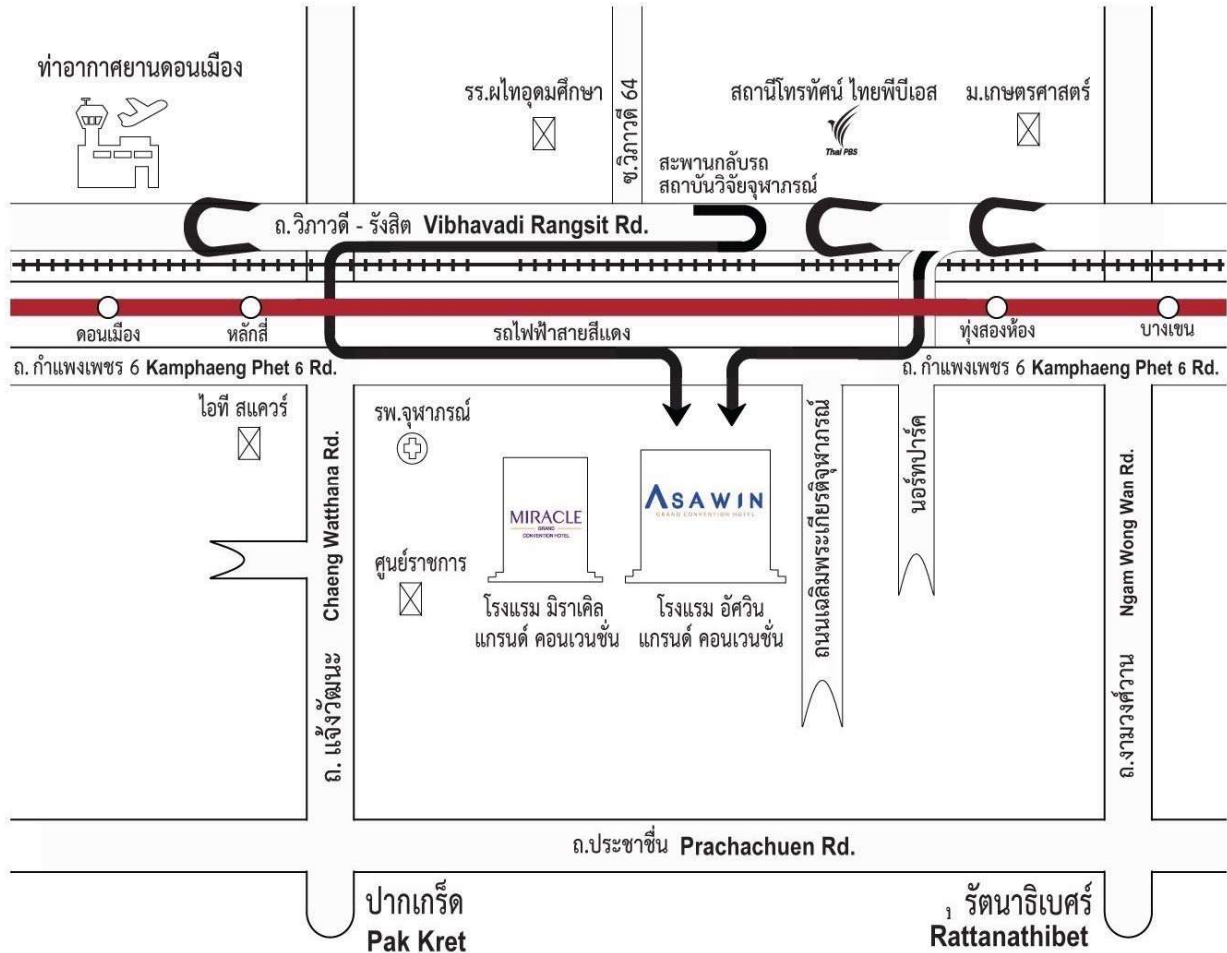 ท่าอากาศยานดอนเมือง
รร.ผไทอุดมศึกษา
ซ.วิภาวดี 64
สถานีโทรทัศน์ ไทยพีบีเอส
Thai PBS
ม.เกษตรศาสตร์
สะพานกลับรถ
สถาบันวิจัยจุฬาภรณ์
ถ.วิภาวดี - รังสิต Vibhavadi Rangsit Rd.
ดอนเมือง
หลักสี่
รถไฟฟ้าสายสีแดง
ทุ่งสองห้อง
บางเขน
ถ. กำแพงเพชร 6 Kamphaeng Phet 6 Rd.
ถ. กำแพงเพชร 6 Kamphaeng Phet 6 Rd.
ไอที สแควร์
รพ.จุฬาภรณ์
ศูนย์ราชการ
MIRACLE
GRAND
CONVENTION HOTEL
ASAWIN
GRAND CONVENTION HOTEL
โรงแรม มิราเคิล
แกรนด์ คอนเวนชั่น
โรงแรม อัศวิน
แกรนด์ คอนเวนชั่น
ถนนเฉลิมพระเกียรติจุฬาภรณ์
นอร์ทปาร์ค
ถ. แจ้งวัฒนะ Chaeng Watthana Rd.
ถ.งามวงศ์วาน Ngam Wong Wan Rd.
ถ.ประชาชื่น Prachachuen Rd.
ปากเกร็ด
Pak Kret
รัตนาธิเบศร์
Rattanathibet